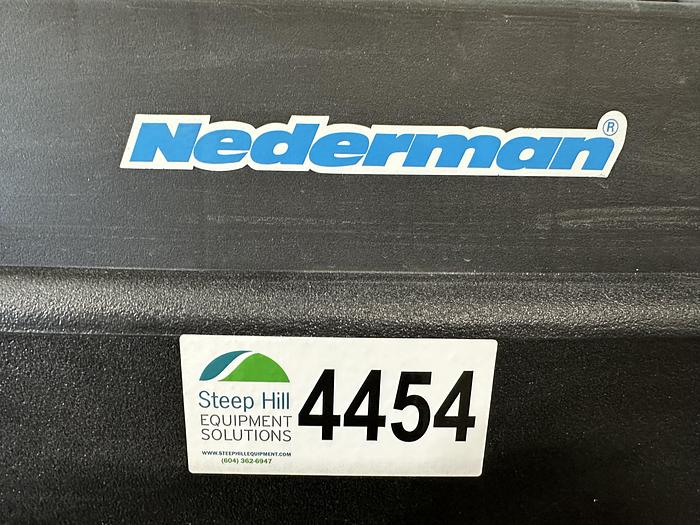 Nederman®
Steep Hill
EQUIPMENT
SOLUTIONS
WWW.STEEPHILLEQUIPMENT.COM
(604) 362-6947
4454